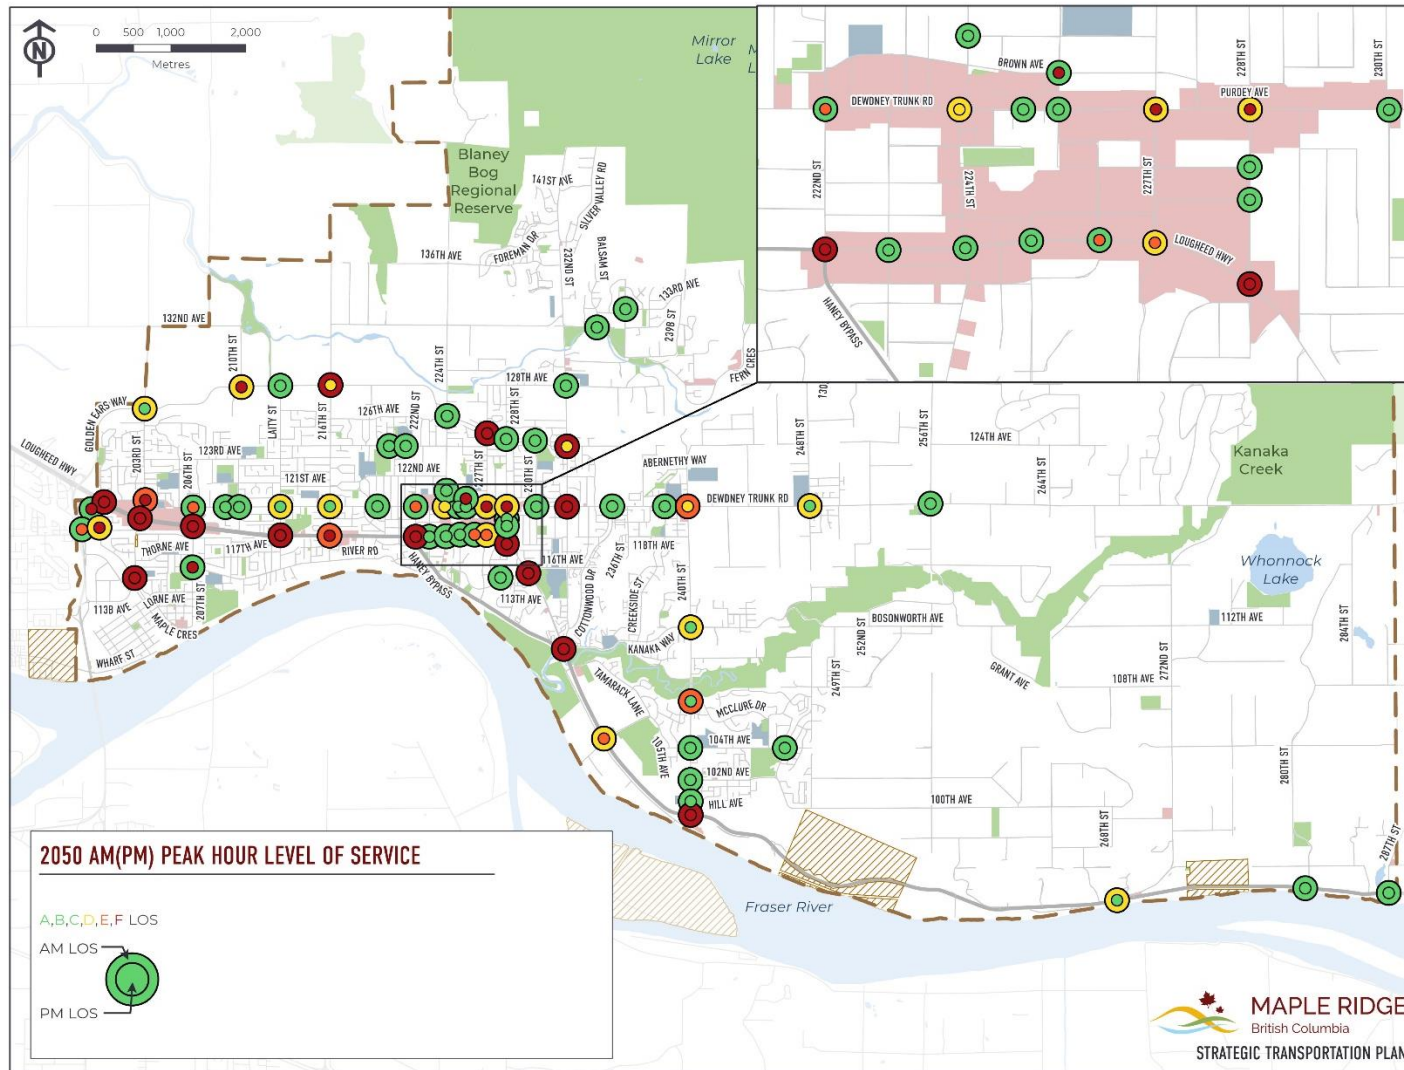 0 500 1,000 2,000
Metres
N
Mirror
Lake
M
L
BROWN AVE
228TH ST
230TH ST
DEWDNEY TRUNK RD
PURDEY AVE
222ND ST
224TH ST
227TH ST
LOUGHEED HWY
HANEY BYPASS
Blaney
Bog
Regional
Reserve
141ST AVE
SILVER VALLEY RD
FOREMAN DR
136TH AVE
232ND ST
BALSAM ST
133RD AVE
239B ST
132ND AVE
FERN CRES
210TH ST
224TH ST
128TH AVE
GOLDEN EARS WAY
LAITY ST
216TH ST
126TH AVE
222ND ST
228TH ST
248TH ST
256TH ST
124TH AVE
Kanaka
Creek
LOUGHEED HWY
203RD ST
206TH ST
123RD AVE
122ND AVE
227TH ST
230TH ST
ABERNETHY WAY
264TH ST
121ST AVE
DEWDNEY TRUNK RD
THORNE AVE
117TH AVE
RIVER RD
HANEY BYPASS
116TH AVE
118TH AVE
236TH ST
240TH ST
Whonnock
Lake
113B AVE
LORNE AVE
207TH ST
MAPLE CRES
113TH AVE
COTTONWOOD DR
CREEKSIDE ST
KANAKA WAY
252ND ST
BOSONWORTH AVE
112TH AVE
284TH ST
WHARF ST
272ND ST
GRANT AVE
108TH AVE
249TH ST
TAMARACK LANE
MCCLURE DR
104TH AVE
105TH AVE
102ND AVE
280TH ST
HILL AVE
100TH AVE
268TH ST
287TH ST
2050 AM(PM) PEAK HOUR LEVEL OF SERVICE
A,B,C,D,E,F LOS
AM LOS
PM LOS
Fraser River
MAPLE RIDGE
British Columbia
STRATEGIC TRANSPORTATION PLAN